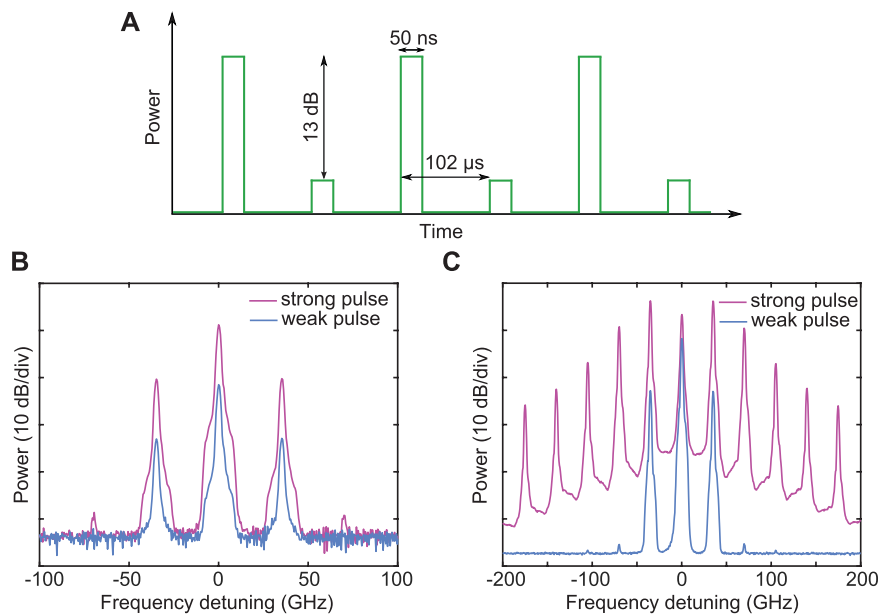 A
50 ns
13 dB
102 µs
Power
Time
B
strong pulse
weak pulse
Power (10 dB/div)
-100
-50
0
50
100
Frequency detuning (GHz)
C
strong pulse
weak pulse
Power (10 dB/div)
-200
-100
0
100
200
Frequency detuning (GHz)